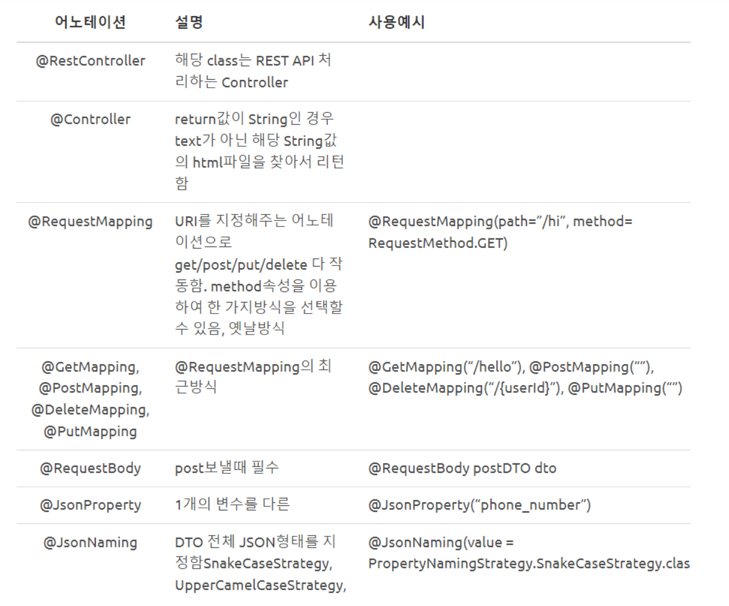 어노테이션 설명 사용예시
@RestController
해당 class는 REST API 처
리하는 Controller
@Controller
return값이 String인 경우
text가 아닌 해당 String값
의 html파일을 찾아서 리턴
함
@RequestMapping
URI를 지정해주는 어노테
이션으로
get/post/put/delete 다 작
동함. method속성을 이용
하여 한 가지방식을 선택할
수 있음, 옛날방식
@RequestMapping(path=”/hi”, method=
RequestMethod.GET)
@GetMapping,
@PostMapping,
@DeleteMapping,
@PutMapping
@RequestMapping의 최
근방식
@GetMapping(“/hello”), @PostMapping(“”),
@DeleteMapping(“/{userId}”), @PutMapping(“”)
@RequestBody
post보낼때 필수
@RequestBody postDTO dto
@JsonProperty
1개의 변수를 다른
@JsonProperty(“phone_number”)
@JsonNaming
DTO 전체 JSON형태를 지
정함SnakeCaseStrategy,
UpperCamelCaseStrategy,
@JsonNaming(value =
PropertyNamingStrategy.SnakeCaseStrategy.clas